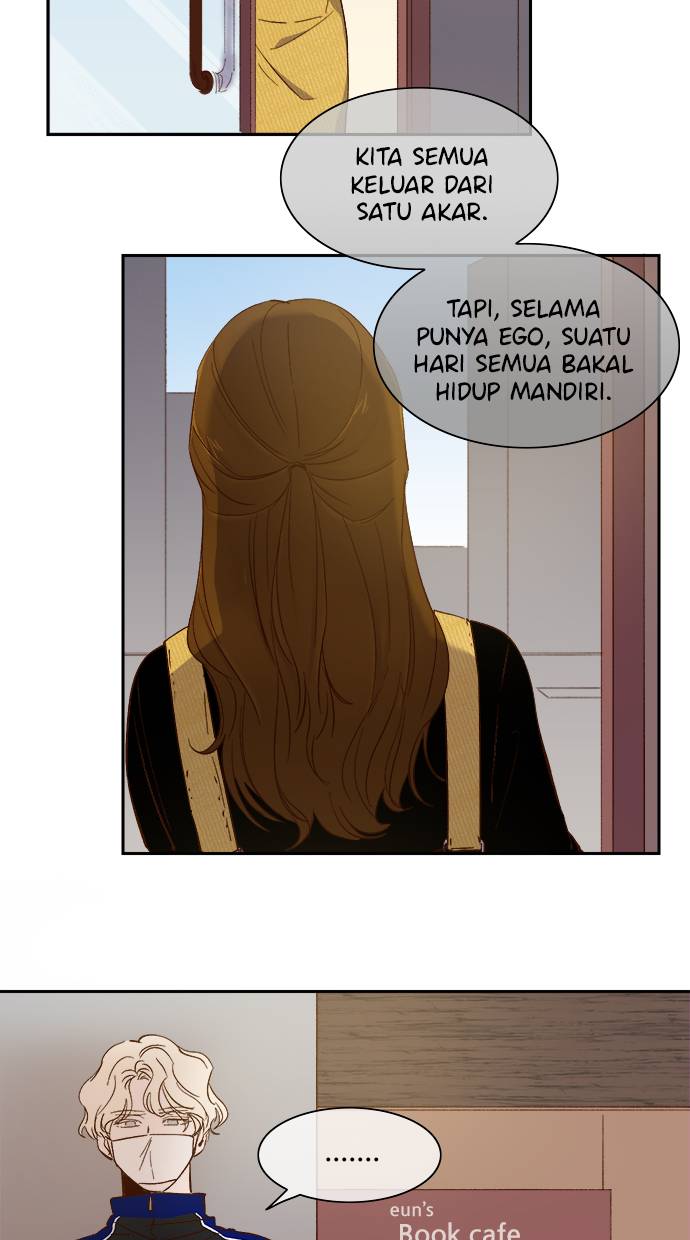 KITA SEMUA
KELUAR DARI
SATU AKAR.
TAPI, SELAMA
PUNYA EGO, SUATU
HARI SEMUA BAKAL
HIDUP MANDIRI.
.......
eun's
Book cafe